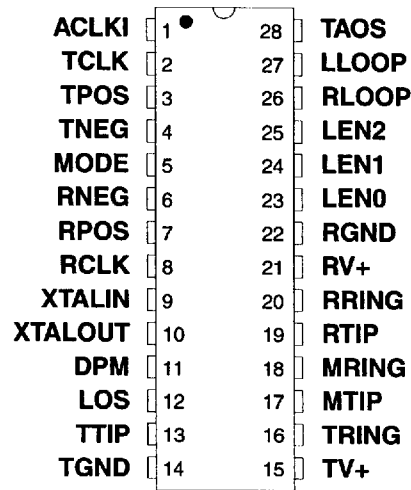 ACLKI 1 28 TAOS
TCLK 2 27 LLOOP
TPOS 3 26 RLOOP
TNEG 4 25 LEN2
MODE 5 24 LEN1
RNEG 6 23 LEN0
RPOS 7 22 RGND
RCLK 8 21 RV+
XTALIN 9 20 RRING
XTALOUT 10 19 RTIP
DPM 11 18 MRING
LOS 12 17 MTIP
TTIP 13 16 TRING
TGND 14 15 TV+